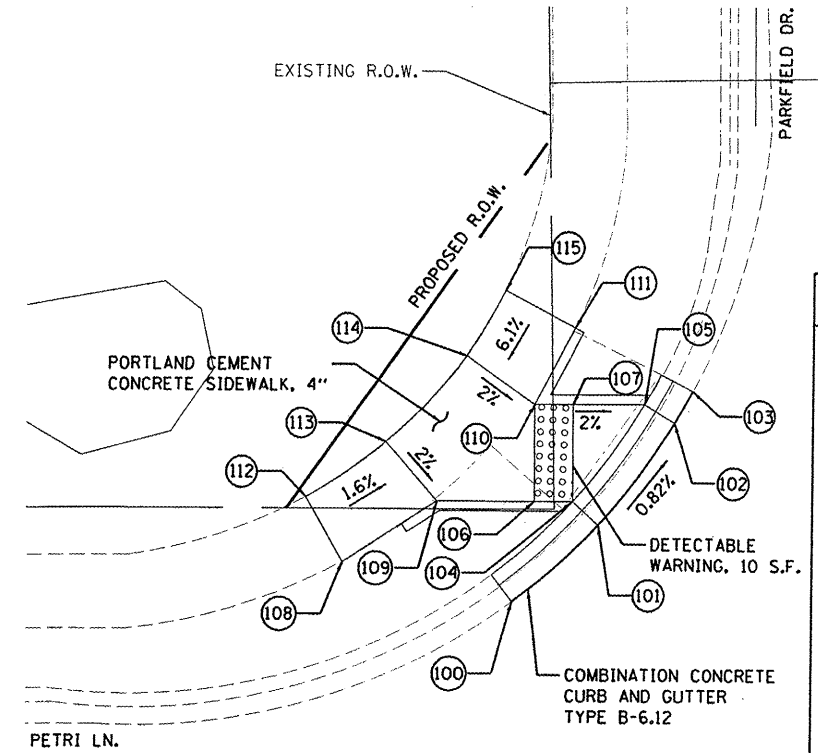 EXISTING R.O.W.
PARKFIELD DR.
PROPOSED R.O.W.
115
111
114
6.1%
105
PORTLAND CEMENT
CONCRETE SIDEWALK, 4"
2%
107
103
113
110
2%
2%
102
112
1.6%
0.82%
106
109
104
DETECTABLE
WARNING, 10 S.F.
101
108
100
COMBINATION CONCRETE
CURB AND GUTTER
TYPE B-6.12
PETRI LN.